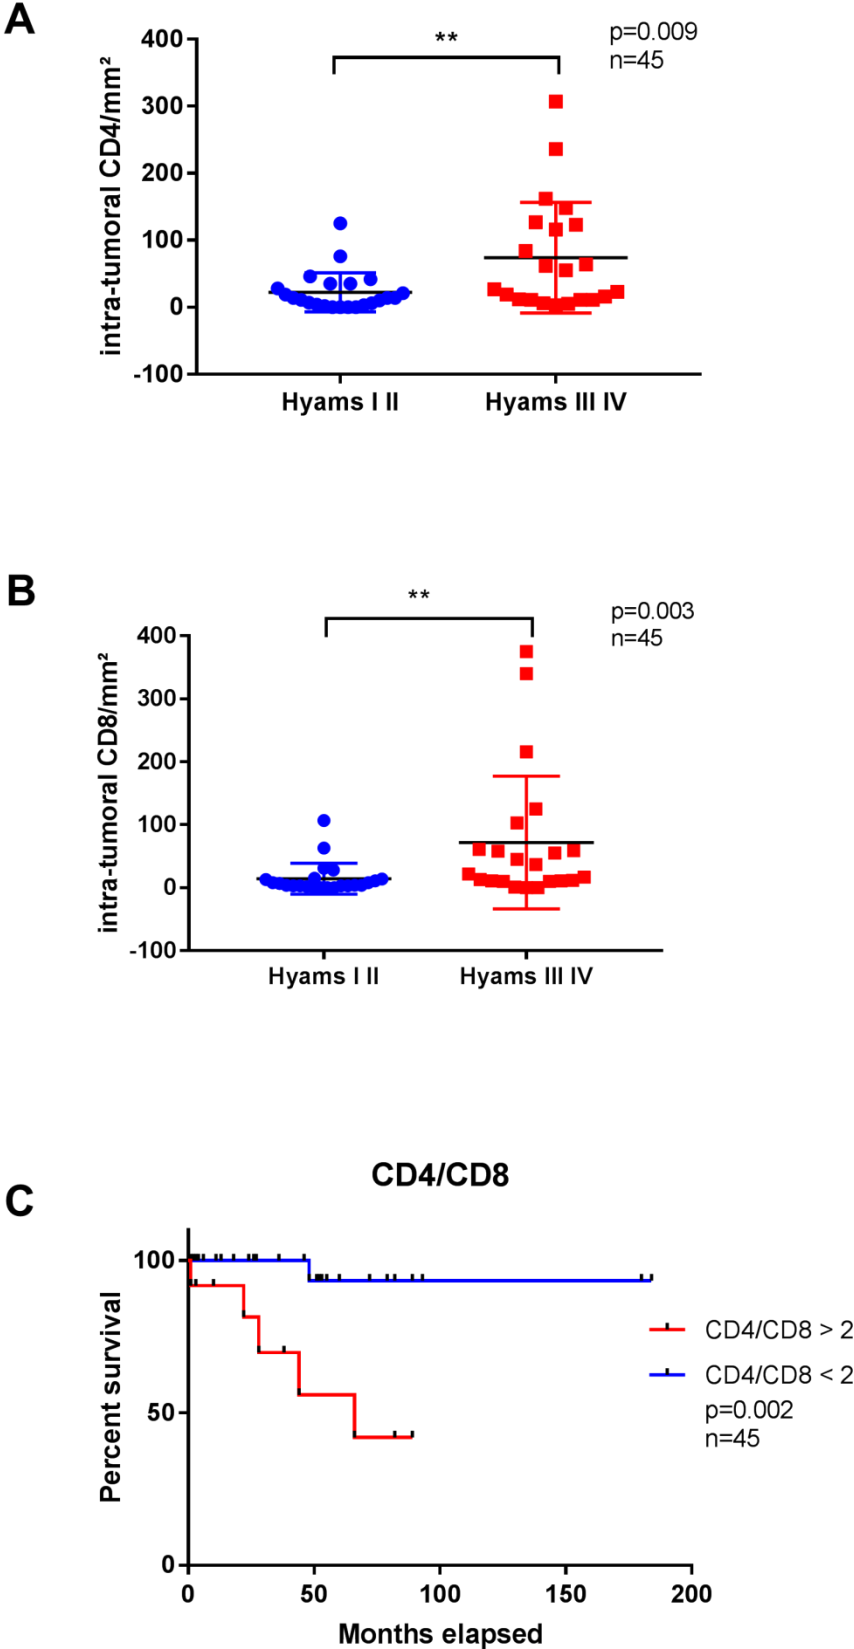 A
**
p=0.009
n=45
intra-tumoral CD4/mm²
400
300
200
100
0
-100
Hyams I II
Hyams III IV
B
**
p=0.003
n=45
intra-tumoral CD8/mm²
400
300
200
100
0
-100
Hyams I II
Hyams III IV
C
CD4/CD8
Percent survival
100
50
0
CD4/CD8 > 2
CD4/CD8 < 2
p=0.002
n=45
0
50
100
150
200
Months elapsed